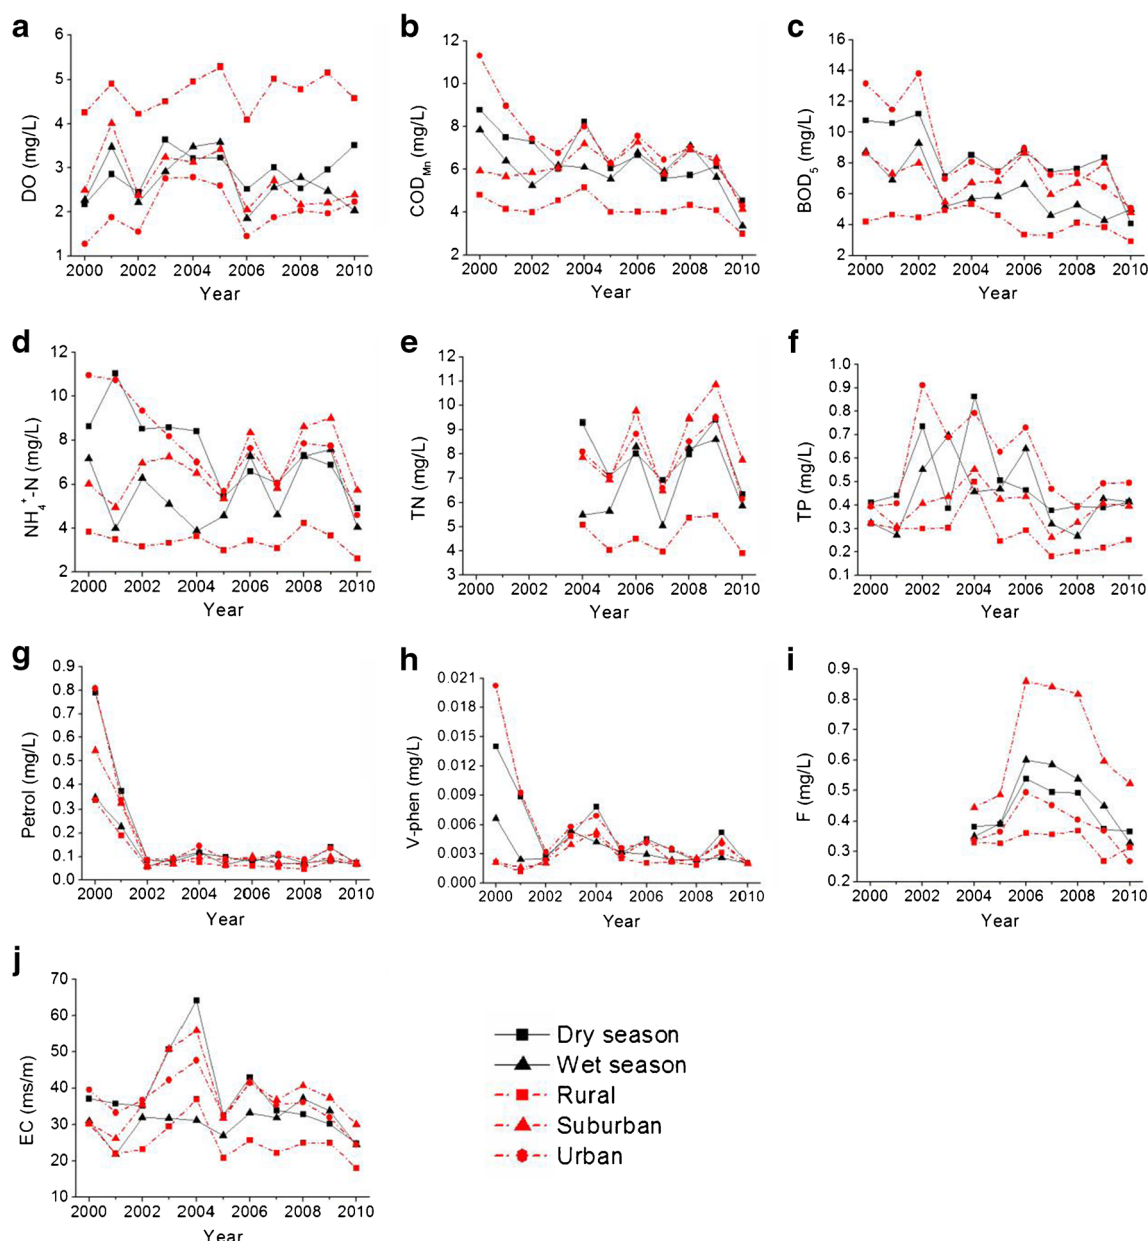 a
6
5
4
3
2
1
DO (mg/L)
2000 2002 2004 2006 2008 2010
Year
b
12
10
8
6
4
2
COD Mn (mg/L)
2000 2002 2004 2006 2008 2010
Year
c
16
14
12
10
8
6
4
2
BOD5 (mg/L)
2000 2002 2004 2006 2008 2010
Year
d
12
10
8
6
4
2
NH4+-N (mg/L)
2000 2002 2004 2006 2008 2010
Year
e
12
11
10
9
8
7
6
5
4
3
TN (mg/L)
2000 2002 2004 2006 2008 2010
Year
f
1.0
0.9
0.8
0.7
0.6
0.5
0.4
0.3
0.2
0.1
TP (mg/L)
2000 2002 2004 2006 2008 2010
Year
g
0.9
0.8
0.7
0.6
0.5
0.4
0.3
0.2
0.1
0.0
Petrol (mg/L)
2000 2002 2004 2006 2008 2010
Year
h
0.021
0.018
0.015
0.012
0.009
0.006
0.003
0.000
V-phen (mg/L)
2000 2002 2004 2006 2008 2010
Year
i
0.9
0.8
0.7
0.6
0.5
0.4
0.3
0.2
F (mg/L)
2000 2002 2004 2006 2008 2010
Year
j
70
60
50
40
30
20
10
EC (ms/m)
2000 2002 2004 2006 2008 2010
Year
Dry season
Wet season
Rural
Suburban
Urban